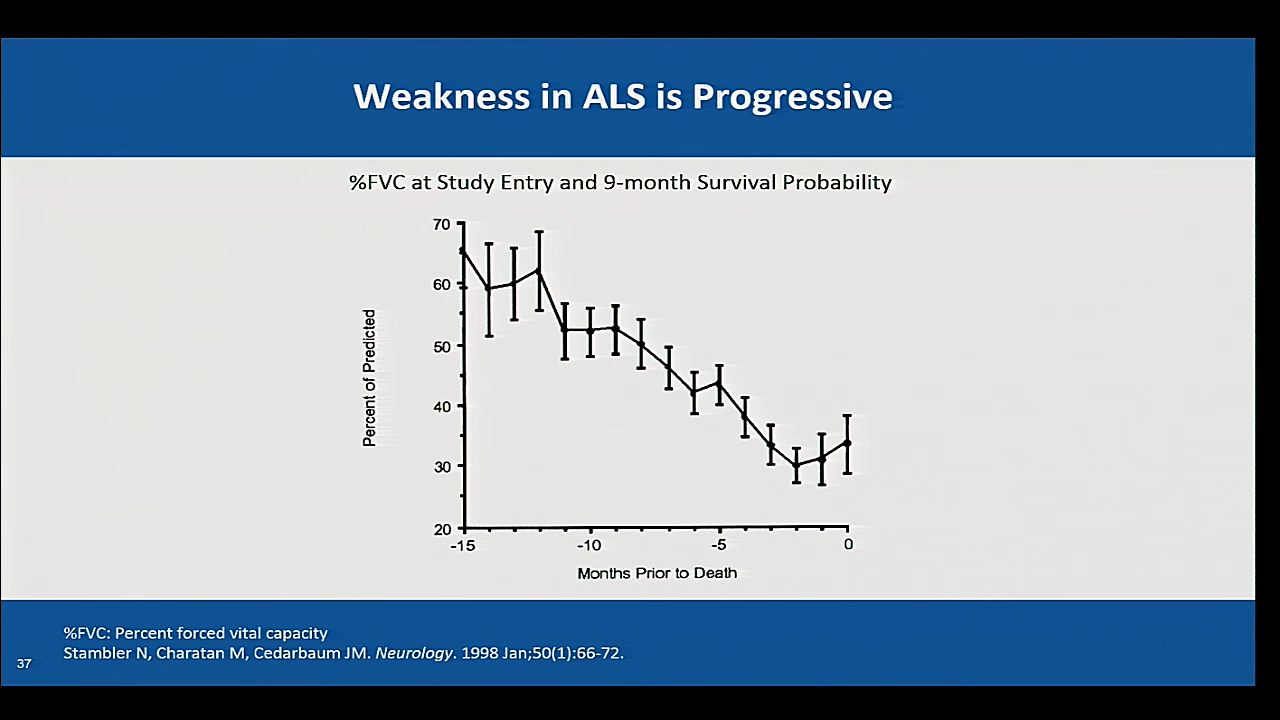 Weakness in ALS is Progressive
%FVC at Study Entry and 9-month Survival Probability
70
60
50
40
30
20
Percent of Predicted
-15
-10
-5
0
Months Prior to Death
%FVC: Percent forced vital capacity
Stambler N, Charatan M, Cedarbaum JM. Neurology. 1998 Jan;50(1):66-72.
37